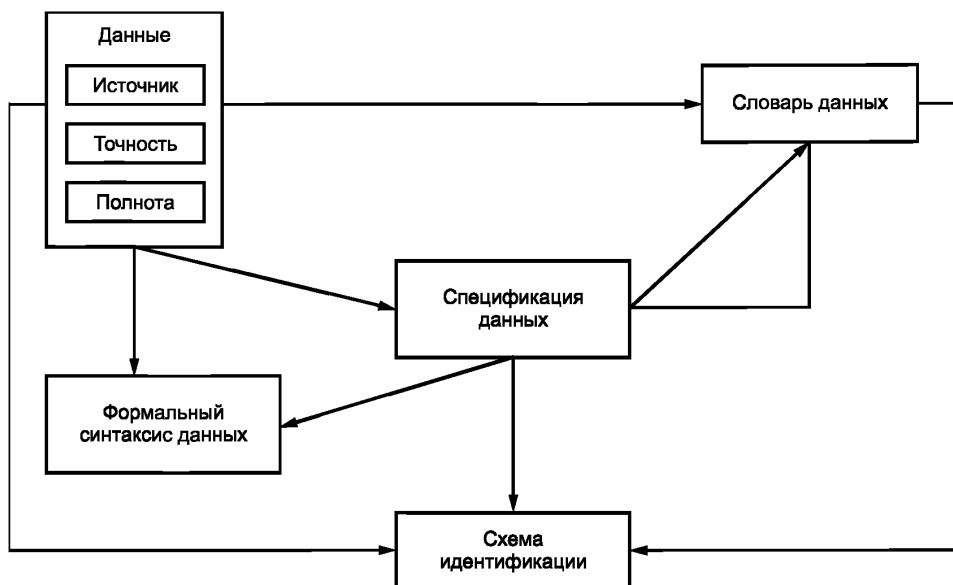 Данные
Источник
Точность
Полнота
Словарь данных
Спецификация
данных
Формальный
синтаксис данных
Схема
идентификации